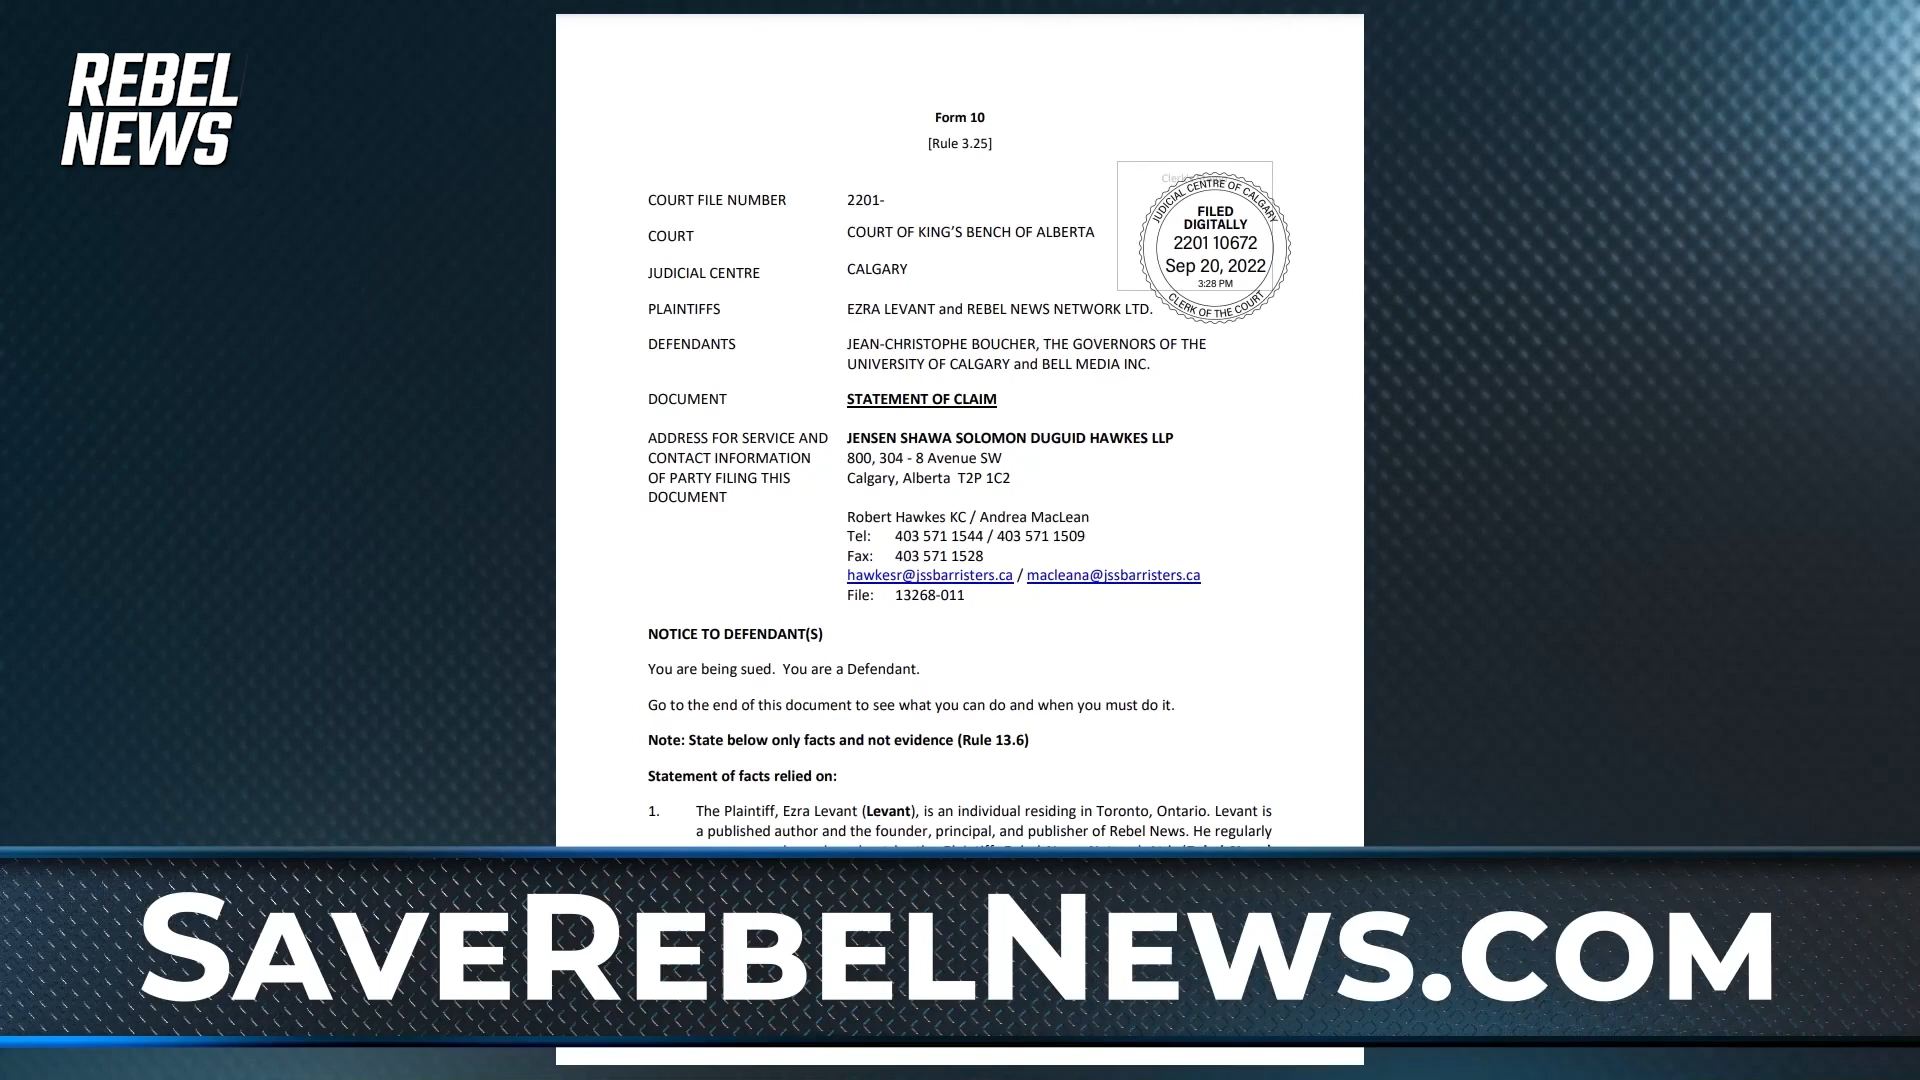 REBEL
NEWS
Form 10
[Rule 3.25]
JUDICIAL CENTRE OF CALGARY
FILED
DIGITALLY
2201 10672
Sep 20, 2022
3:28 PM
CLERK OF THE COURT
COURT FILE NUMBER 2201-
COURT COURT OF KING’S BENCH OF ALBERTA
JUDICIAL CENTRE CALGARY
PLAINTIFFS EZRA LEVANT and REBEL NEWS NETWORK LTD.
DEFENDANTS JEAN-CHRISTOPHE BOUCHER, THE GOVERNORS OF THE
UNIVERSITY OF CALGARY and BELL MEDIA INC.
DOCUMENT STATEMENT OF CLAIM
ADDRESS FOR SERVICE AND JENSEN SHAWA SOLOMON DUGUID HAWKES LLP
CONTACT INFORMATION 800, 304 - 8 Avenue SW
OF PARTY FILING THIS Calgary, Alberta T2P 1C2
DOCUMENT
Robert Hawkes KC / Andrea MacLean
Tel: 403 571 1544 / 403 571 1509
Fax: 403 571 1528
hawkesr@jssbarristers.ca / macleana@jssbarristers.ca
File: 13268-011
NOTICE TO DEFENDANT(S)
You are being sued. You are a Defendant.
Go to the end of this document to see what you can do and when you must do it.
Note: State below only facts and not evidence (Rule 13.6)
Statement of facts relied on:
1. The Plaintiff, Ezra Levant (Levant), is an individual residing in Toronto, Ontario. Levant is
a published author and the founder, principal, and publisher of Rebel News. He regularly
SAVEREBELNEWS.COM